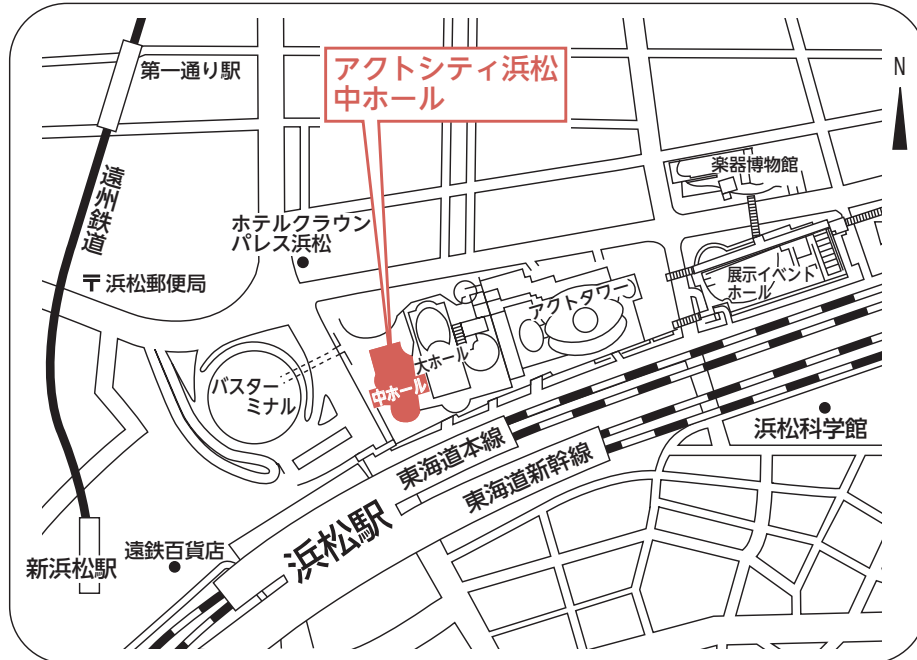 第一通り駅
アクトシティ浜松
中ホール
N
遠州鉄道
楽器博物館
ホテルクラウン
パレス浜松
〒浜松郵便局
展示イベント
ホール
アクトタワー
大ホール
中ホール
バスター
ミナル
浜松科学館
東海道本線
東海道新幹線
浜松駅
遠鉄百貨店
新浜松駅